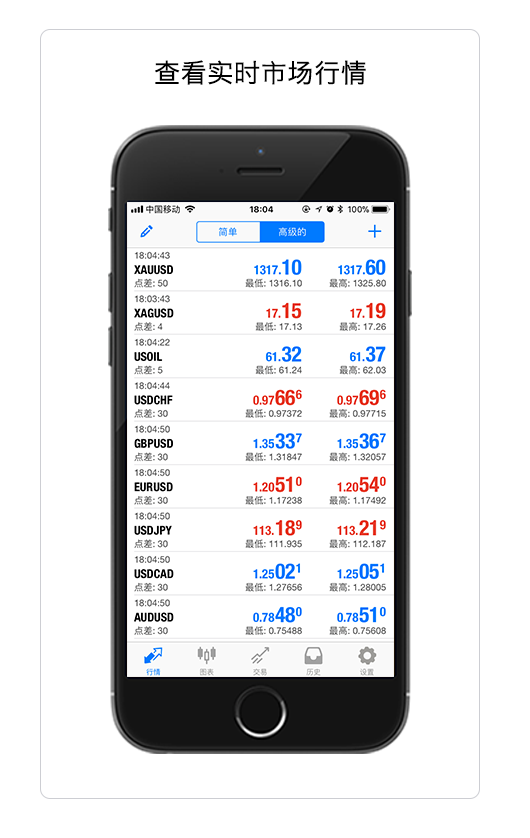 查看实时市场行情
中国移动 18:04 100%
简单 高级的
18:04:43
XAUUSD 1317.10 1317.60
点差: 50 最低: 1316.10 最高: 1325.80
18:03:43
XAGUSD 17.15 17.19
点差: 4 最低: 17.13 最高: 17.26
18:04:22
USOIL 61.32 61.37
点差: 5 最低: 61.24 最高: 62.03
18:04:44
USDCHF 0.97666 0.97696
点差: 30 最低: 0.97372 最高: 0.97715
18:04:50
GBPUSD 1.35337 1.35367
点差: 30 最低: 1.31847 最高: 1.32057
18:04:50
EURUSD 1.20510 1.20540
点差: 30 最低: 1.17238 最高: 1.17492
18:04:50
USDJPY 113.189 113.219
点差: 30 最低: 111.935 最高: 112.187
18:04:50
USDCAD 1.25021 1.25051
点差: 30 最低: 1.27656 最高: 1.28005
18:04:50
AUDUSD 0.78480 0.78510
点差: 30 最低: 0.75488 最高: 0.75608
行情 图表 交易 历史 设置